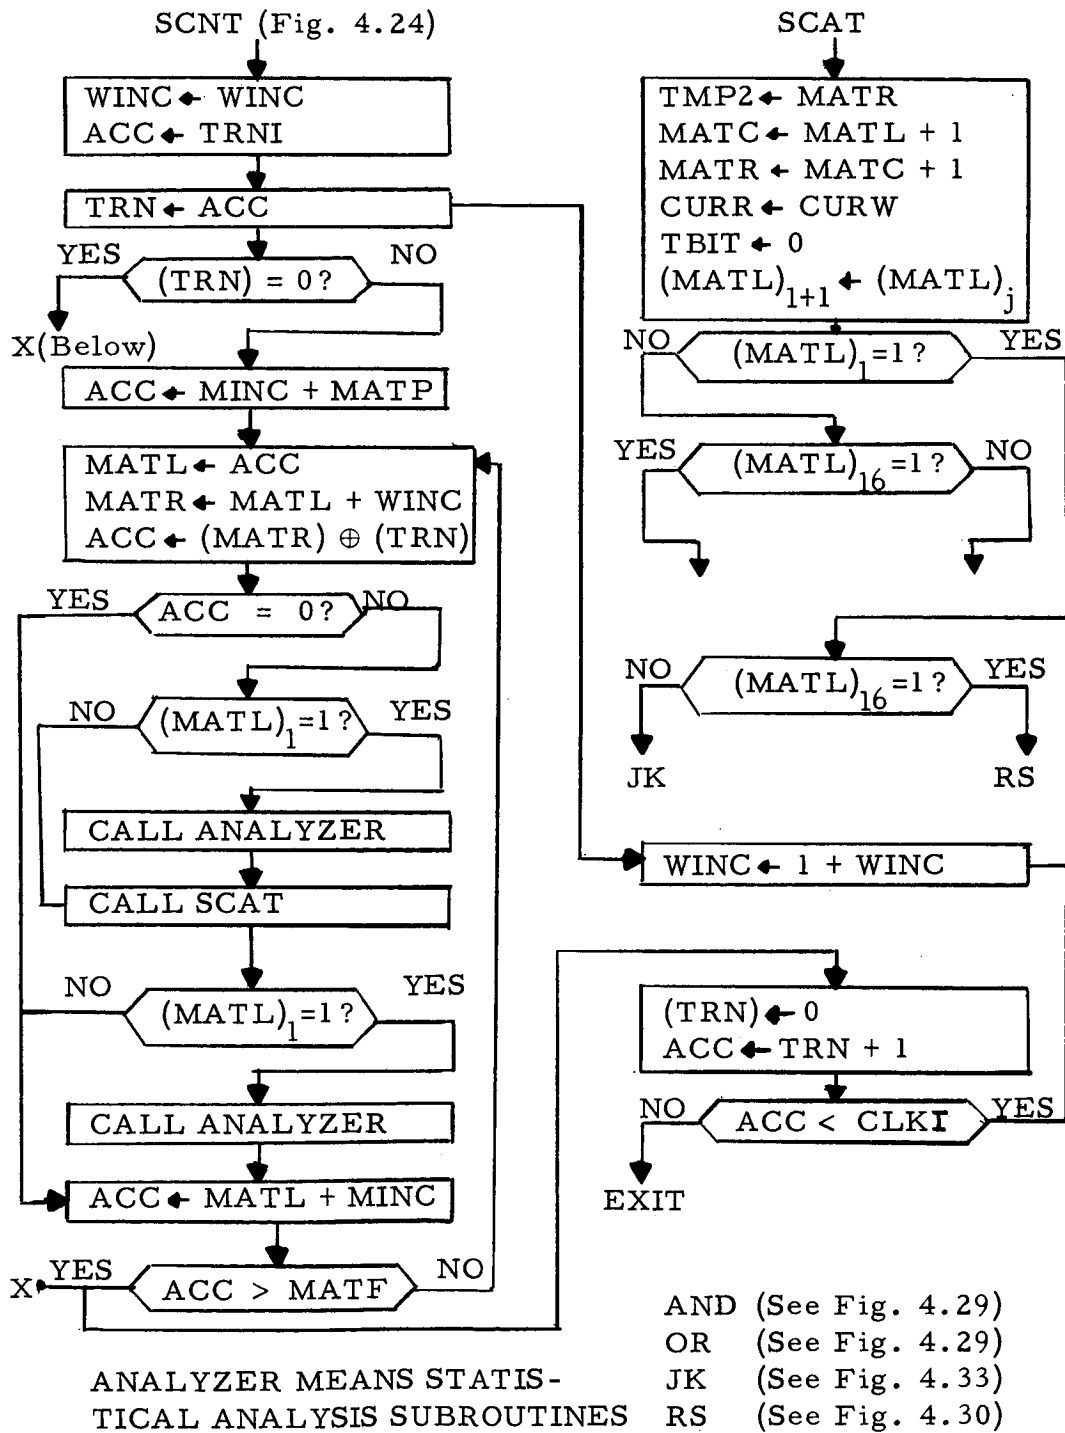 SCNT (Fig. 4.24)
WINC ← WINC
ACC ← TRNI
TRN ← ACC
YES
NO
(TRN) = 0?
X(Below)
ACC ← MINC + MATP
MATL ← ACC
MATR ← MATL + WINC
ACC ← (MATR) ⊕ (TRN)
YES
ACC = 0?
NO
NO
(MATL)1=1?
YES
CALL ANALYZER
CALL SCAT
NO
(MATL)1=1?
YES
CALL ANALYZER
ACC ← MATL + MINC
X
YES
ACC > MATF
NO
ANALYZER MEANS STATIS-
TICAL ANALYSIS SUBROUTINES
SCAT
TMP2 ← MATR
MATC ← MATL + 1
MATR ← MATC + 1
CURR ← CURW
TBIT ← 0
(MATL)1+1 ← (MATL)j
NO
(MATL)1=1?
YES
YES
(MATL)16=1?
NO
NO
(MATL)16=1?
YES
JK
RS
WINC ← 1 + WINC
(TRN) ← 0
ACC ← TRN + 1
NO
ACC < CLKI
YES
EXIT
AND (See Fig. 4.29)
OR (See Fig. 4.29)
JK (See Fig. 4.33)
RS (See Fig. 4.30)